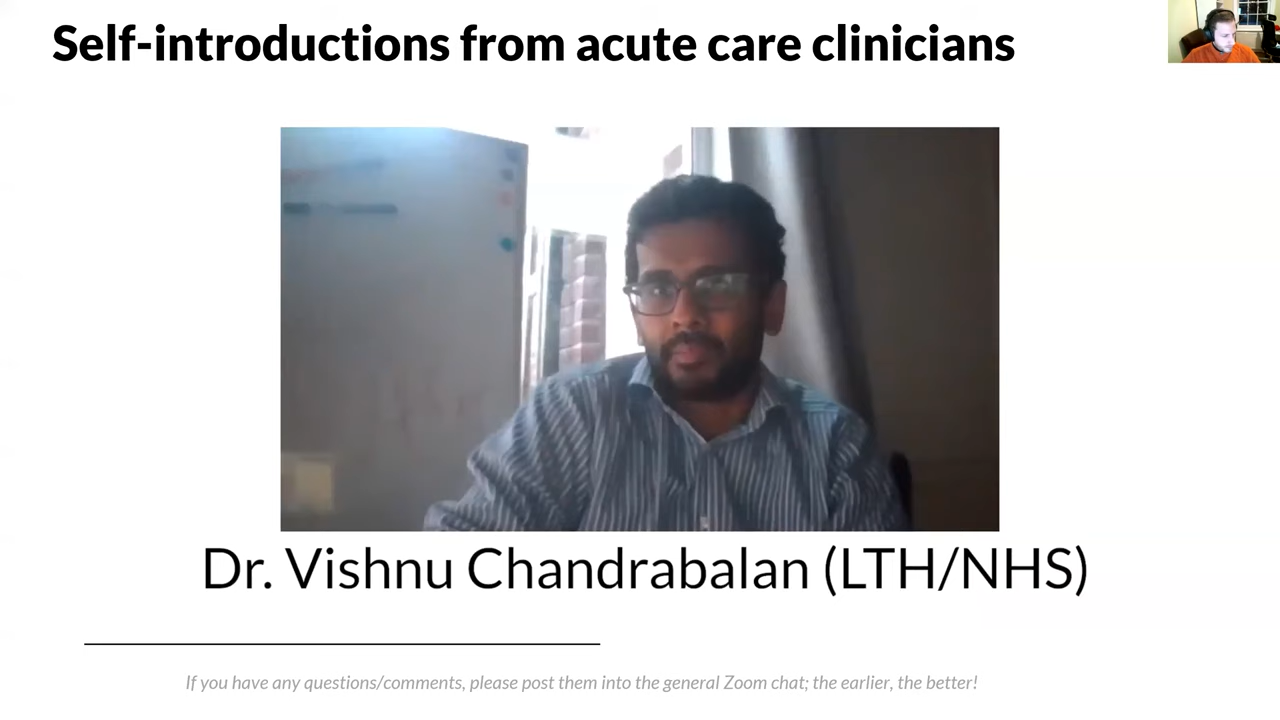 Self-introductions from acute care clinicians
Dr. Vishnu Chandrabalan (LTH/NHS)
If you have any questions/comments, please post them into the general Zoom chat; the earlier, the better!